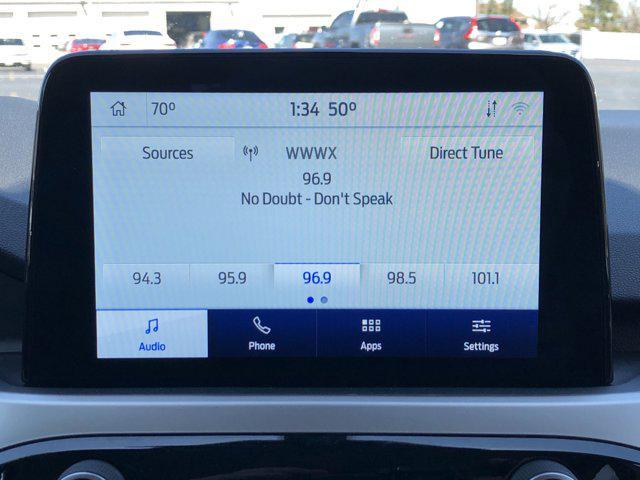 70° 1:34 50°
Sources WWWX Direct Tune
96.9
No Doubt - Don't Speak
94.3 95.9 96.9 98.5 101.1
Audio Phone Apps Settings